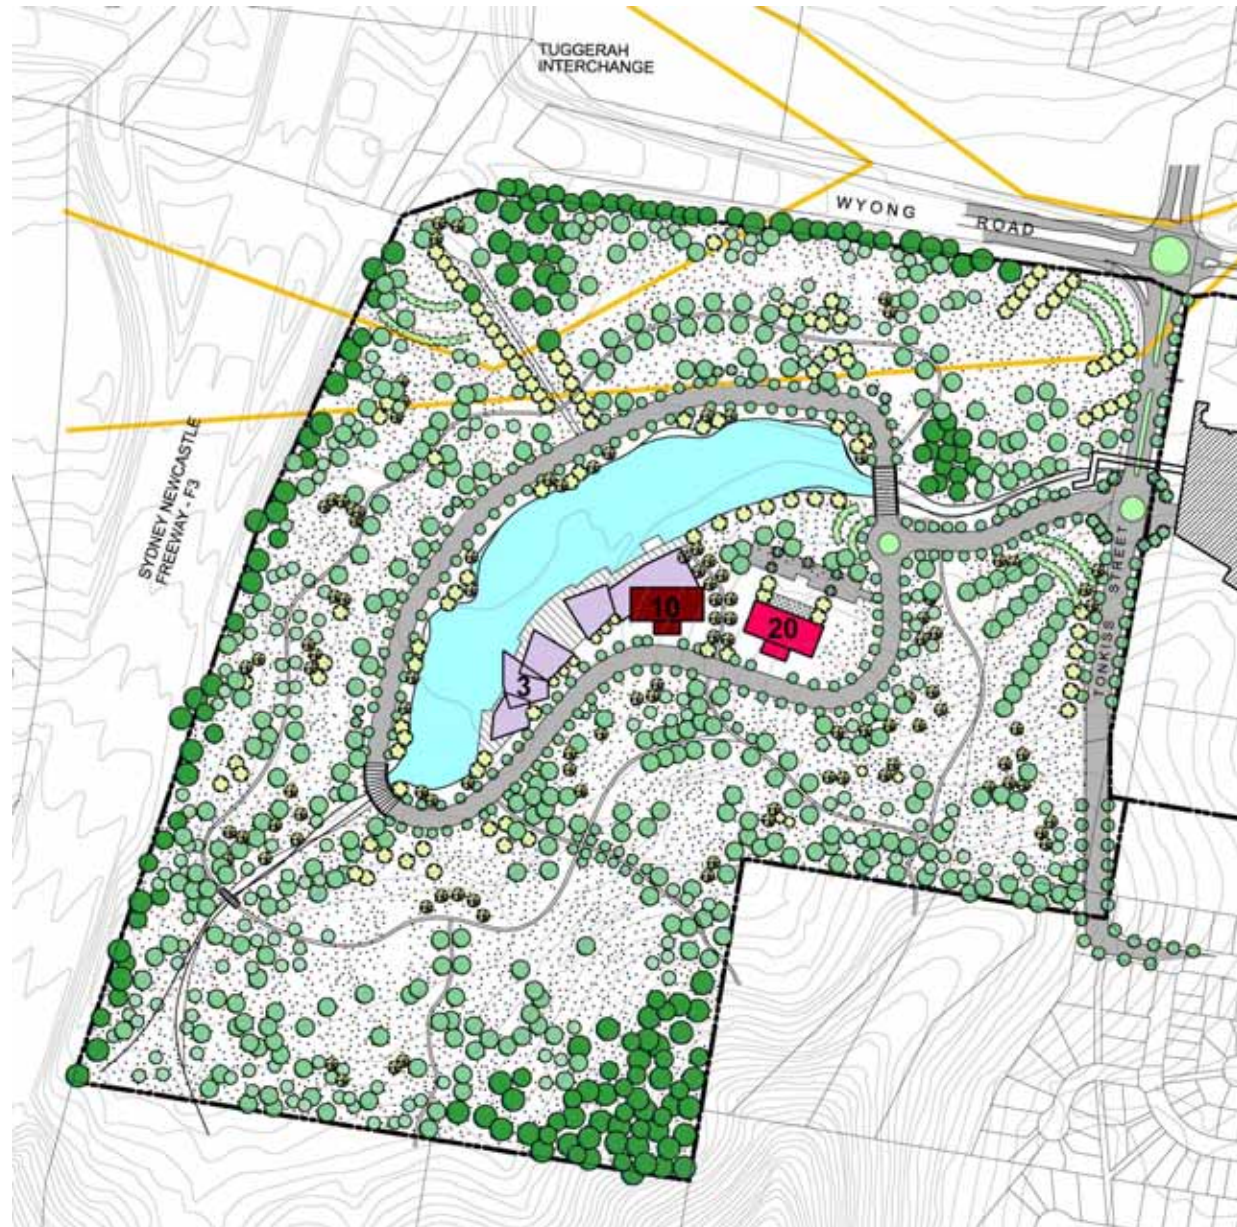 TUGGERAH
INTERCHANGE
WYONG
ROAD
SYDNEY NEWCASTLE
FREEWAY - F3
TONKISS STREET
10
20
3